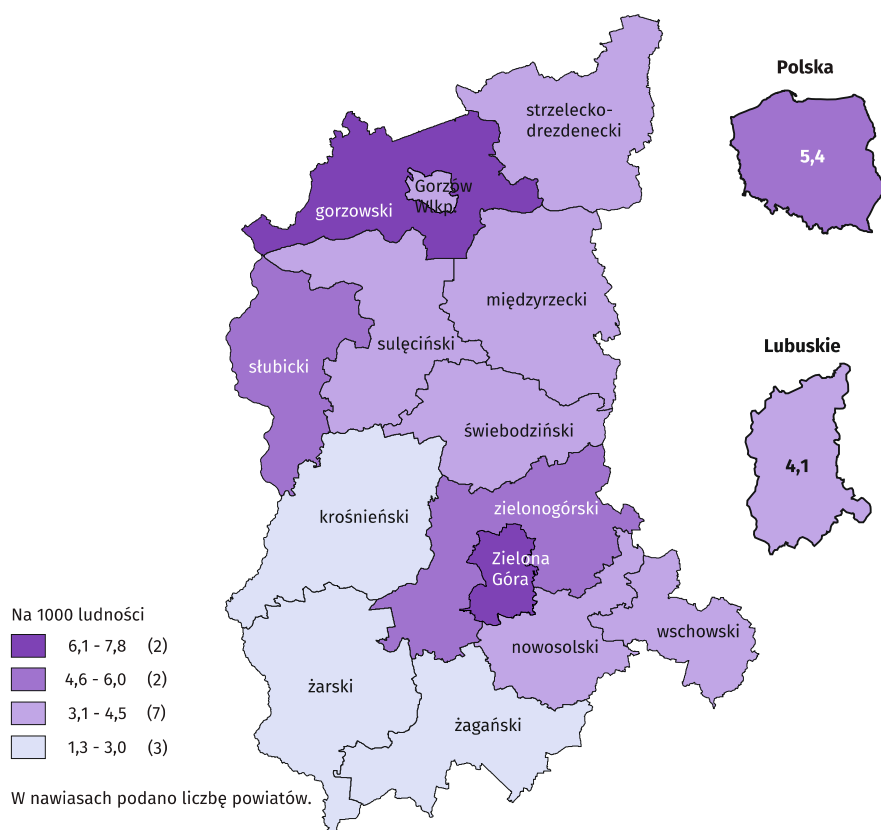 Polska
5,4
strzelecko-
drezdenecki
Gorzów
Wlkp.
gorzowski
międzyrzecki
sulęciński
słubicki
Lubuskie
4,1
świebodziński
krośnieński
zielonogórski
Zielona
Góra
nowosolski
wschowski
żarski
żagański
Na 1000 ludności
6,1 - 7,8 (2)
4,6 - 6,0 (2)
3,1 - 4,5 (7)
1,3 - 3,0 (3)
W nawiasach podano liczbę powiatów.